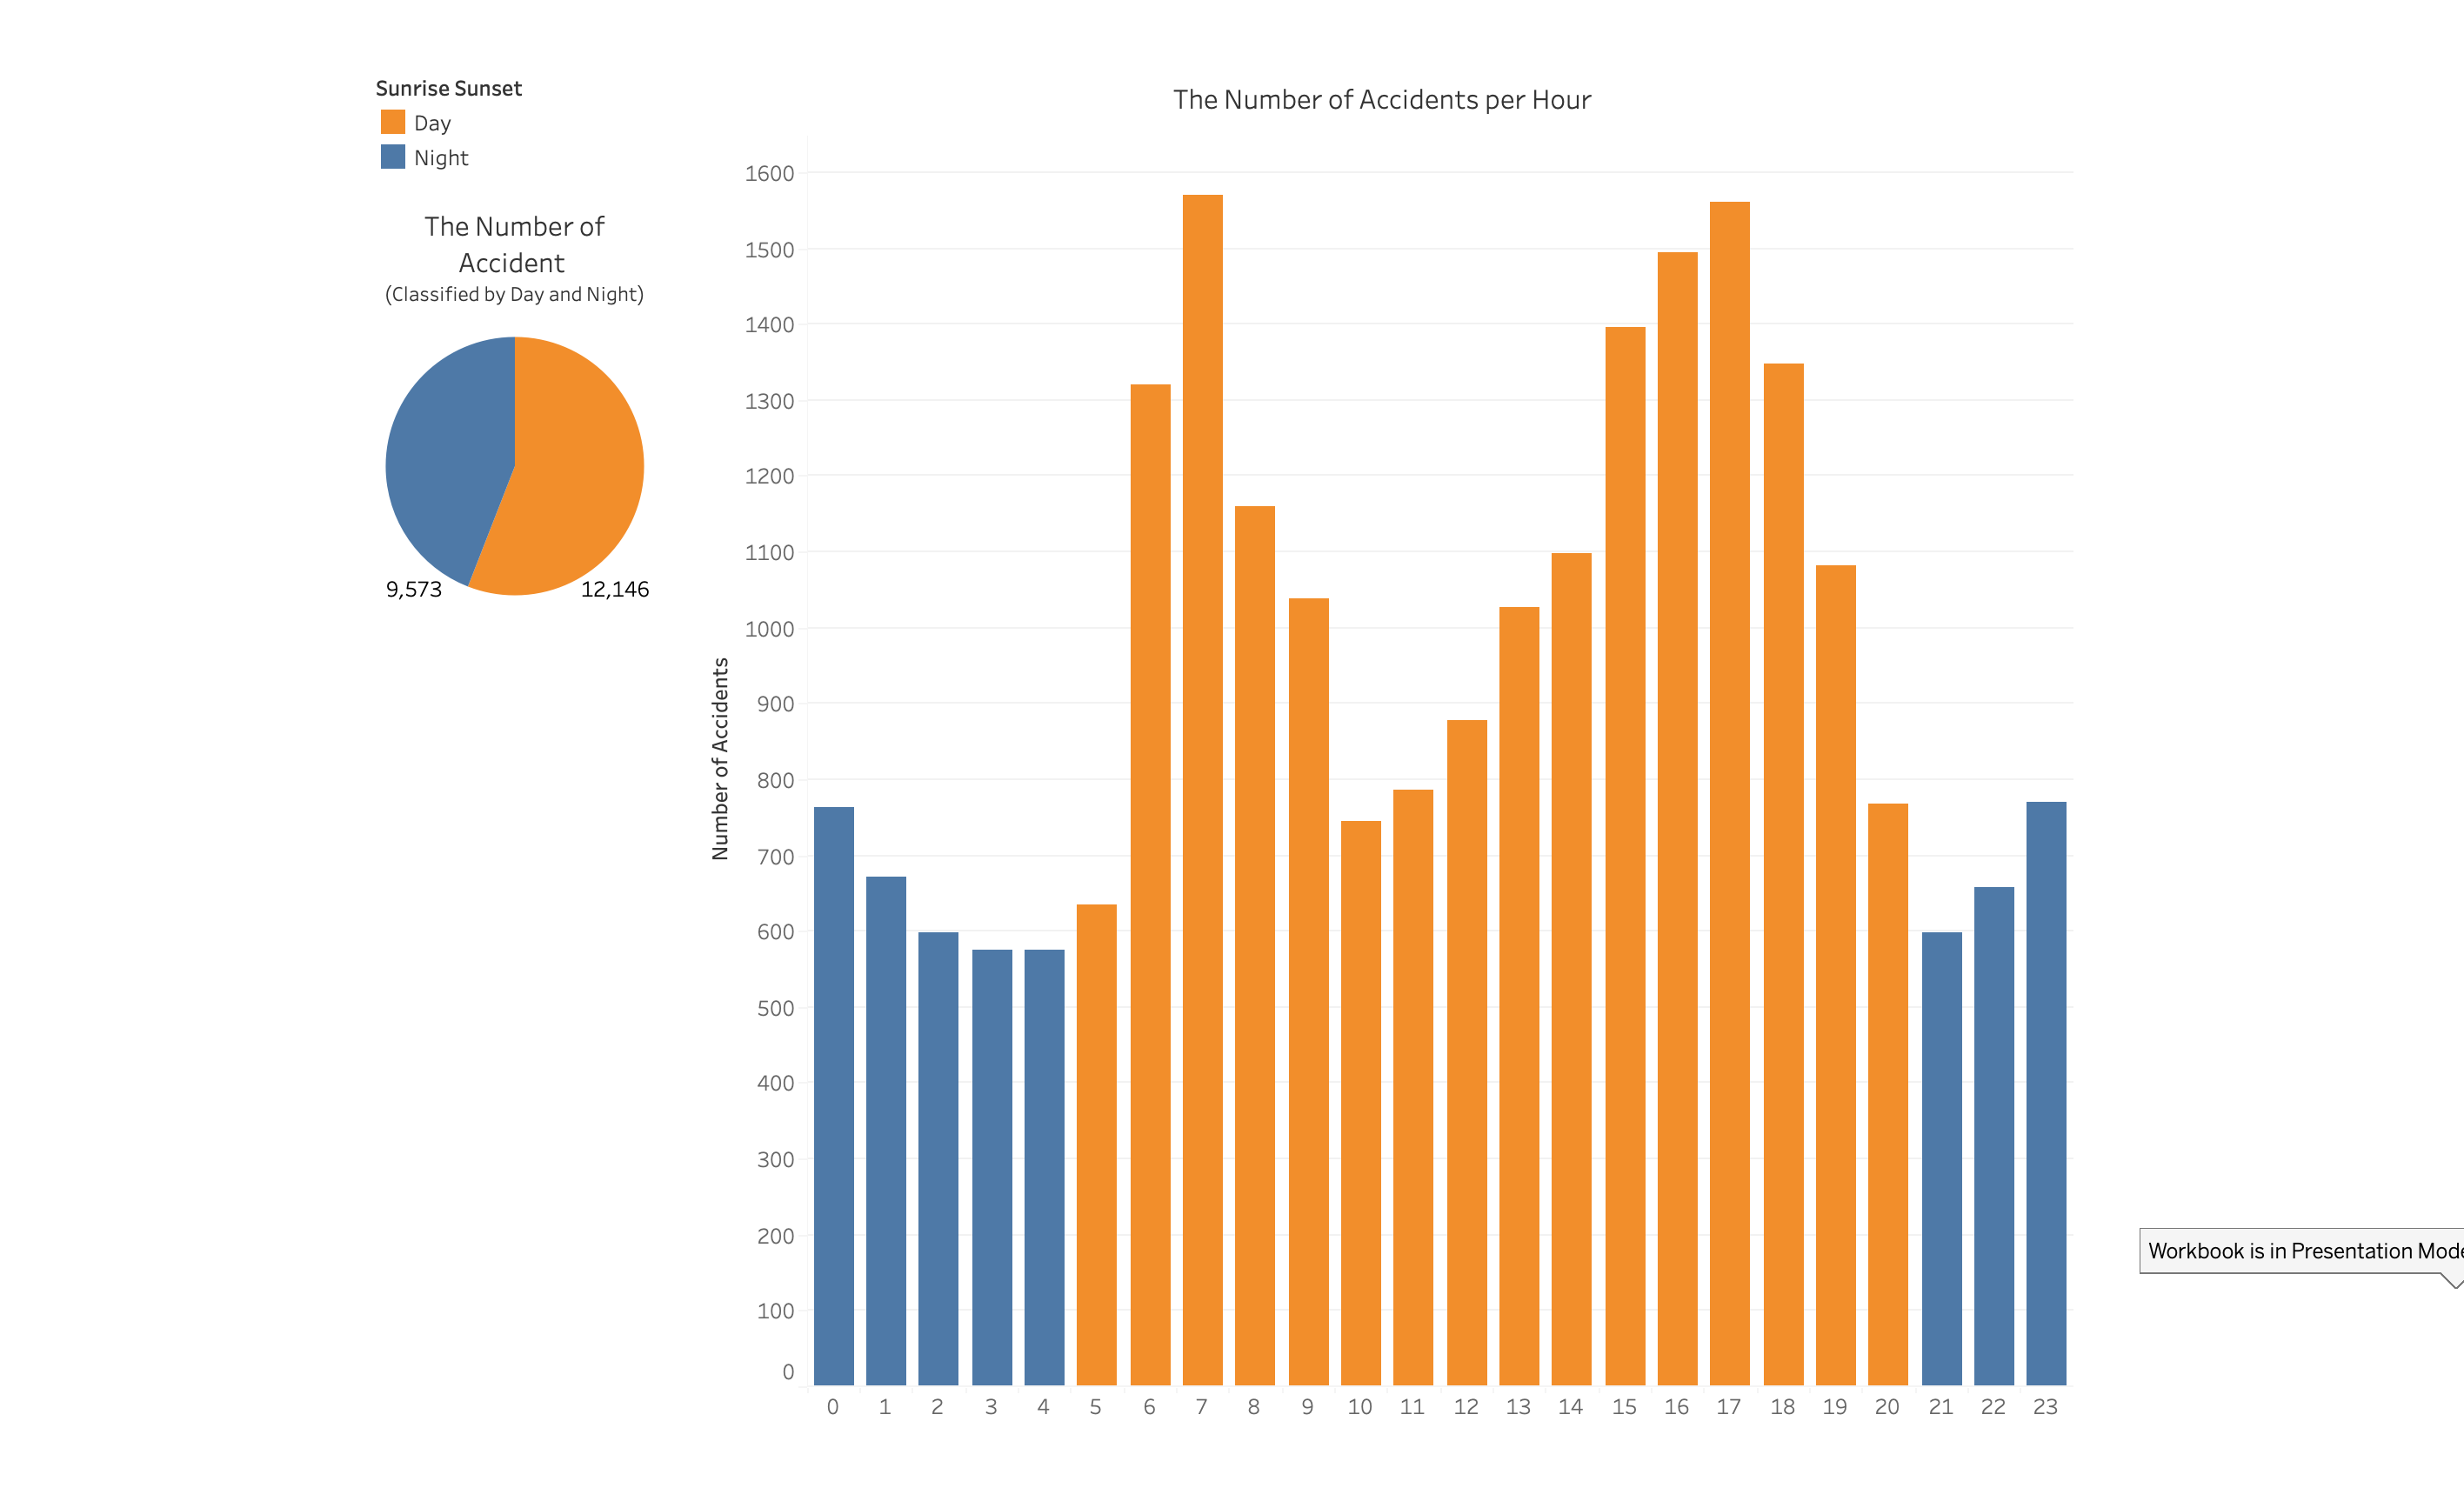 Sunrise Sunset
Day
Night
The Number of
Accident
(Classified by Day and Night)
9,573
12,146
The Number of Accidents per Hour
Number of Accidents
1600
1500
1400
1300
1200
1100
1000
900
800
700
600
500
400
300
200
100
0
0 1 2 3 4 5 6 7 8 9 10 11 12 13 14 15 16 17 18 19 20 21 22 23
Workbook is in Presentation Mode